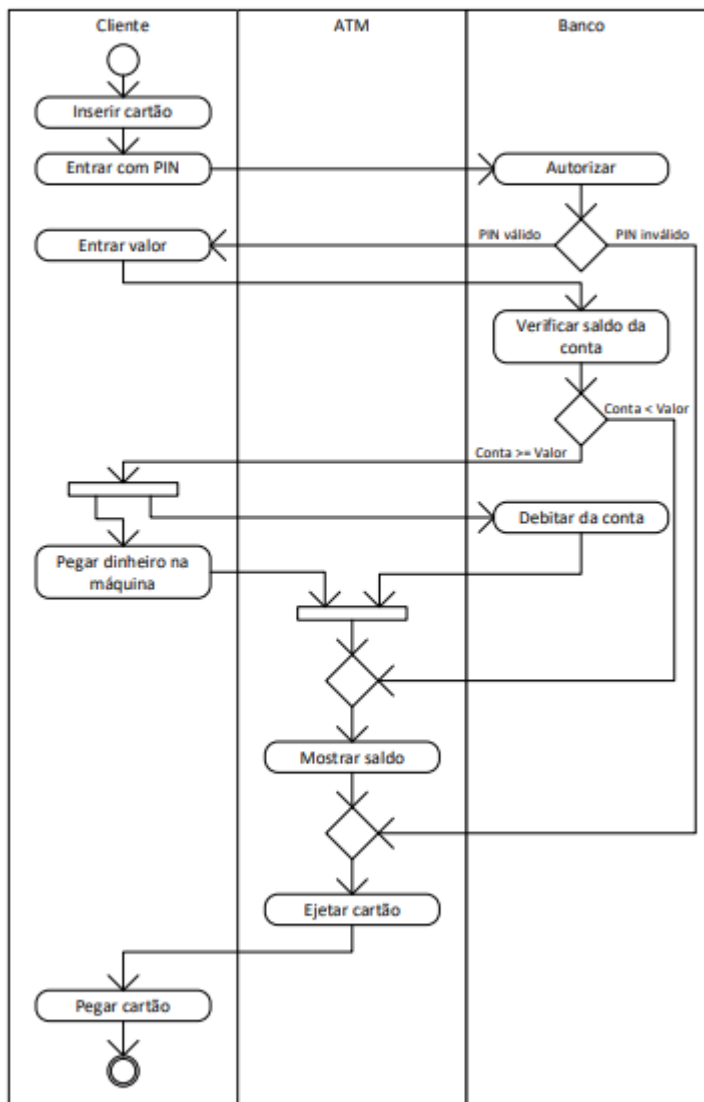 Cliente
ATM
Banco
Inserir cartão
Entrar com PIN
Autorizar
Entrar valor
PIN válido
PIN inválido
Verificar saldo da
conta
Conta < Valor
Conta >= Valor
Debitar da conta
Pegar dinheiro na
máquina
Mostrar saldo
Ejetar cartão
Pegar cartão